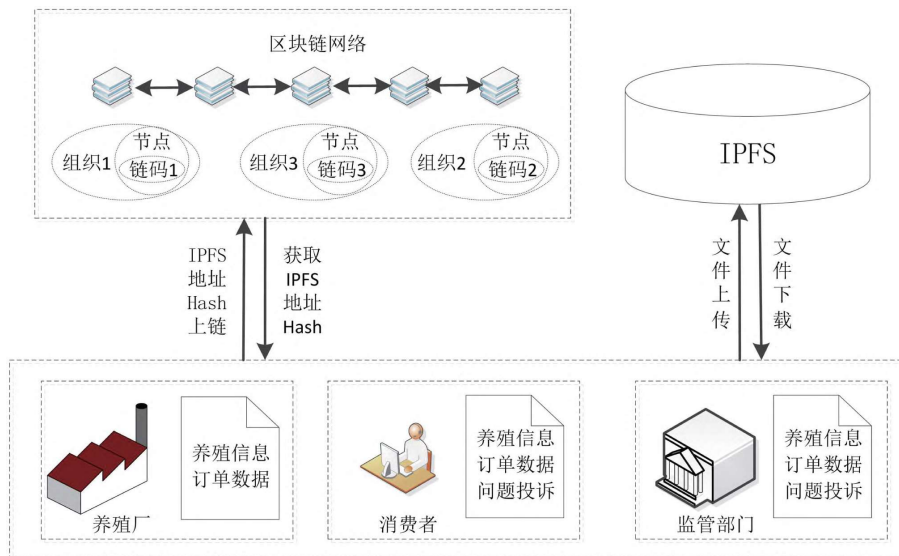 区块链网络
节点
组织1
链码1
节点
组织3
链码3
节点
组织2
链码2
IPFS
IPFS
地址
Hash
上链
获取
IPFS
地址
Hash
文件上传
文件下载
养殖信息
订单数据
养殖厂
养殖信息
订单数据
问题投诉
消费者
养殖信息
订单数据
问题投诉
监管部门